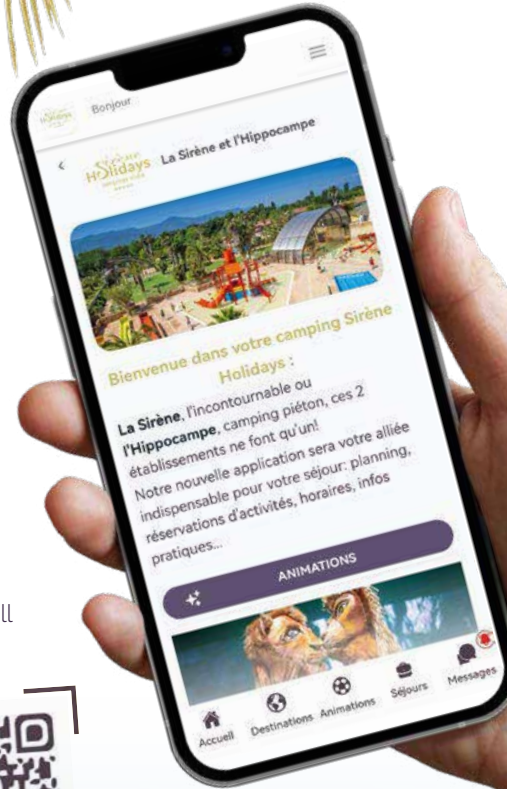 Bonjour
Sirène
Holidays
La Sirène et l'Hippocampe
Bienvenue dans votre camping Sirène
Holidays :
La Sirène, l'incontournable ou
l'Hippocampe, camping piéton, ces 2
établissements ne font qu'un!
Notre nouvelle application sera votre alliée
indispensable pour votre séjour: planning,
réservations d'activités, horaires, infos
pratiques...
ANIMATIONS
ll
Accueil
Destinations
Animations
Séjours
Messages